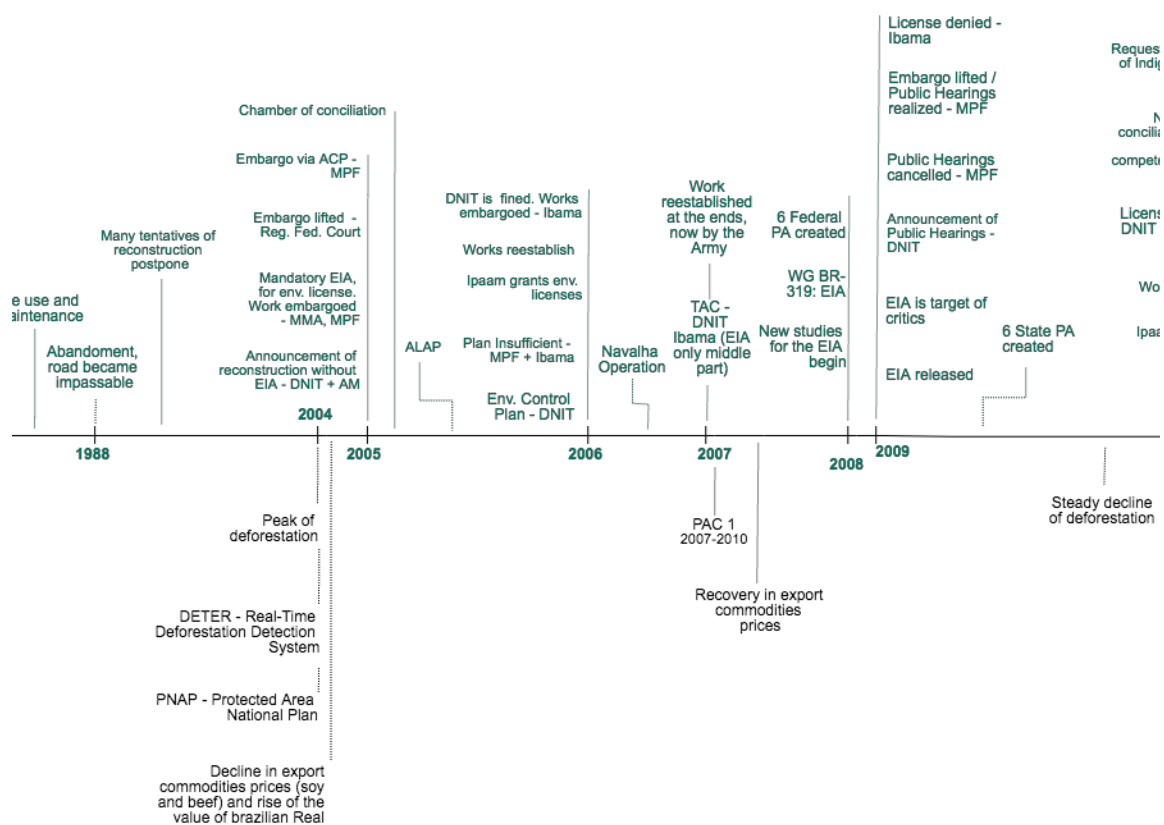 License denied -
Ibama
Embargo lifted /
Public Hearings
realized - MPF
Public Hearings
cancelled - MPF
Announcement of
Public Hearings -
DNIT
EIA is target of
critics
EIA released
Request
of Indig
conciliat
compete
License
DNIT
Wo
Ipaam
6 State PA
created
Chamber of conciliation
Embargo via ACP -
MPF
Embargo lifted -
Reg. Fed. Court
Mandatory EIA,
for env. license.
Work embargoed
- MMA, MPF
Announcement of
reconstruction without
EIA - DNIT + AM
2004
Many tentatives of
reconstruction
postpone
e use and
aintenance
Abandoment,
road became
impassable
ALAP
DNIT is fined. Works
embargoed - Ibama
Works reestablish
Ipaam grants env.
licenses
Plan Insufficient -
MPF + Ibama
Env. Control
Plan - DNIT
Navalha
Operation
Work
reestablished
at the ends,
now by the
Army
TAC -
DNIT
Ibama (EIA
only middle
part)
6 Federal
PA created
WG BR-
319: EIA
New studies
for the EIA
begin
1988
2005
2006
2007
2008
2009
Peak of
deforestation
DETER - Real-Time
Deforestation Detection
System
PNAP - Protected Area
National Plan
Decline in export
commodities prices (soy
and beef) and rise of the
value of brazilian Real
PAC 1
2007-2010
Recovery in export
commodities
prices
Steady decline
of deforestation